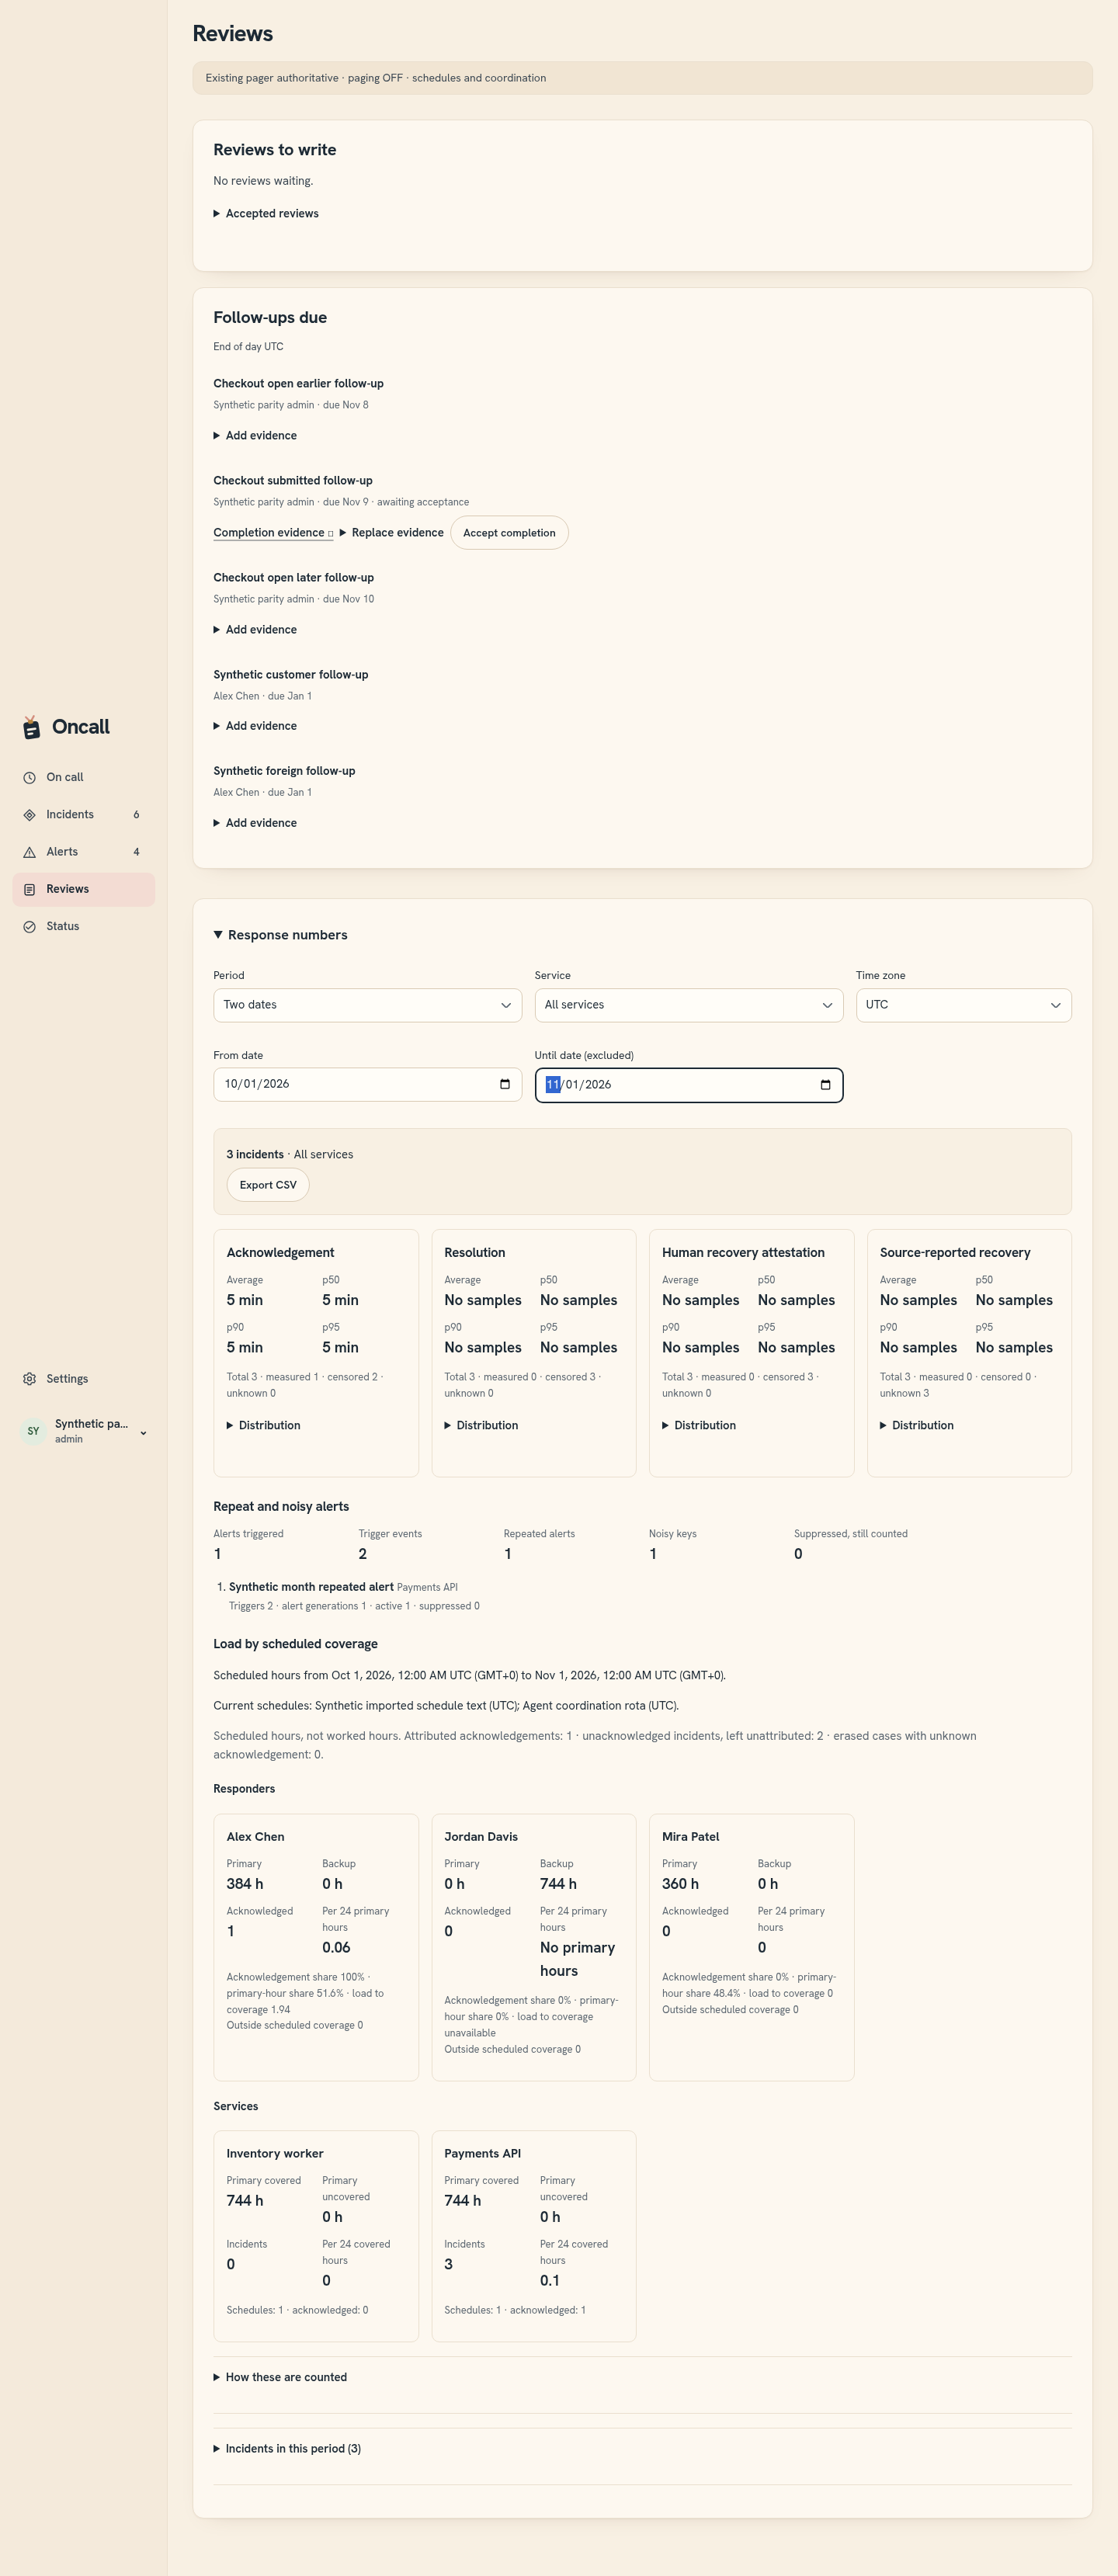 Reviews
Existing pager authoritative · paging OFF · schedules and coordination
Reviews to write
No reviews waiting.
Accepted reviews
Follow-ups due
End of day UTC
Checkout open earlier follow-up
Synthetic parity admin · due Nov 8
Add evidence
Checkout submitted follow-up
Synthetic parity admin · due Nov 9 · awaiting acceptance
Completion evidence
Replace evidence
Accept completion
Checkout open later follow-up
Synthetic parity admin · due Nov 10
Add evidence
Synthetic customer follow-up
Alex Chen · due Jan 1
Add evidence
Synthetic foreign follow-up
Alex Chen · due Jan 1
Add evidence
Oncall
On call
Incidents 6
Alerts 4
Reviews
Status
Settings
SY
Synthetic pa...
admin
Response numbers
Period
Two dates
Service
All services
Time zone
UTC
From date
10/01/2026
Until date (excluded)
11/01/2026
3 incidents · All services
Export CSV
Acknowledgement
Average
5 min
p50
5 min
p90
5 min
p95
5 min
Total 3 · measured 1 · censored 2 ·
unknown 0
Distribution
Resolution
Average
No samples
p50
No samples
p90
No samples
p95
No samples
Total 3 · measured 0 · censored 3 ·
unknown 0
Distribution
Human recovery attestation
Average
No samples
p50
No samples
p90
No samples
p95
No samples
Total 3 · measured 0 · censored 3 ·
unknown 0
Distribution
Source-reported recovery
Average
No samples
p50
No samples
p90
No samples
p95
No samples
Total 3 · measured 0 · censored 0 ·
unknown 3
Distribution
Repeat and noisy alerts
Alerts triggered
1
Trigger events
2
Repeated alerts
1
Noisy keys
1
Suppressed, still counted
0
1. Synthetic month repeated alert Payments API
Triggers 2 · alert generations 1 · active 1 · suppressed 0
Load by scheduled coverage
Scheduled hours from Oct 1, 2026, 12:00 AM UTC (GMT+0) to Nov 1, 2026, 12:00 AM UTC (GMT+0).
Current schedules: Synthetic imported schedule text (UTC); Agent coordination rota (UTC).
Scheduled hours, not worked hours. Attributed acknowledgements: 1 · unacknowledged incidents, left unattributed: 2 · erased cases with unknown
acknowledgement: 0.
Responders
Alex Chen
Primary
384 h
Backup
0 h
Acknowledged
1
Per 24 primary
hours
0.06
Acknowledgement share 100% ·
primary-hour share 51.6% · load to
coverage 1.94
Outside scheduled coverage 0
Jordan Davis
Primary
0 h
Backup
744 h
Acknowledged
0
Per 24 primary
hours
No primary
hours
Acknowledgement share 0% · primary-
hour share 0% · load to coverage
unavailable
Outside scheduled coverage 0
Mira Patel
Primary
360 h
Backup
0 h
Acknowledged
0
Per 24 primary
hours
0
Acknowledgement share 0% · primary-
hour share 48.4% · load to coverage 0
Outside scheduled coverage 0
Services
Inventory worker
Primary covered
744 h
Primary
uncovered
0 h
Incidents
0
Per 24 covered
hours
0
Schedules: 1 · acknowledged: 0
Payments API
Primary covered
744 h
Primary
uncovered
0 h
Incidents
3
Per 24 covered
hours
0.1
Schedules: 1 · acknowledged: 1
How these are counted
Incidents in this period (3)